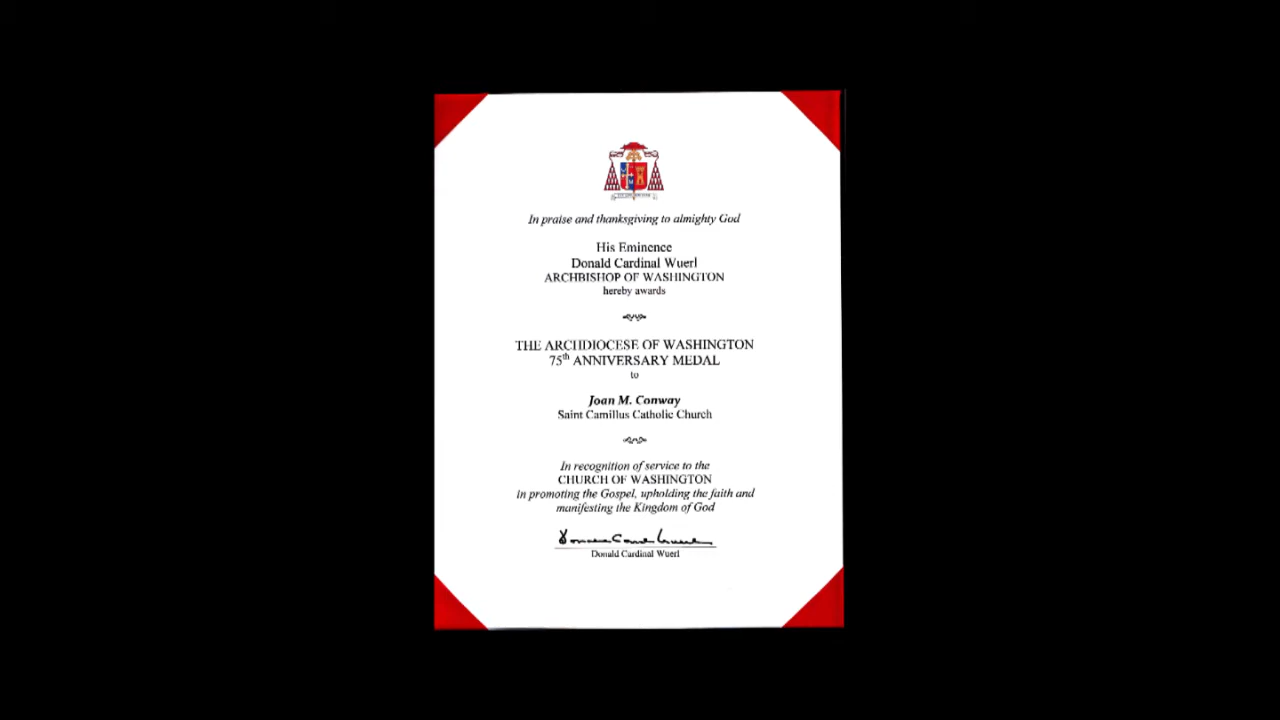 In praise and thanksgiving to almighty God
His Eminence
Donald Cardinal Wuerl
ARCHBISHOP OF WASHINGTON
hereby awards
THE ARCHDIOCESE OF WASHINGTON
75th ANNIVERSARY MEDAL
to
Joan M. Conway
Saint Camillus Catholic Church
In recognition of service to the
CHURCH OF WASHINGTON
in promoting the Gospel, upholding the faith and
manifesting the Kingdom of God
Donald Cardinal Wuerl